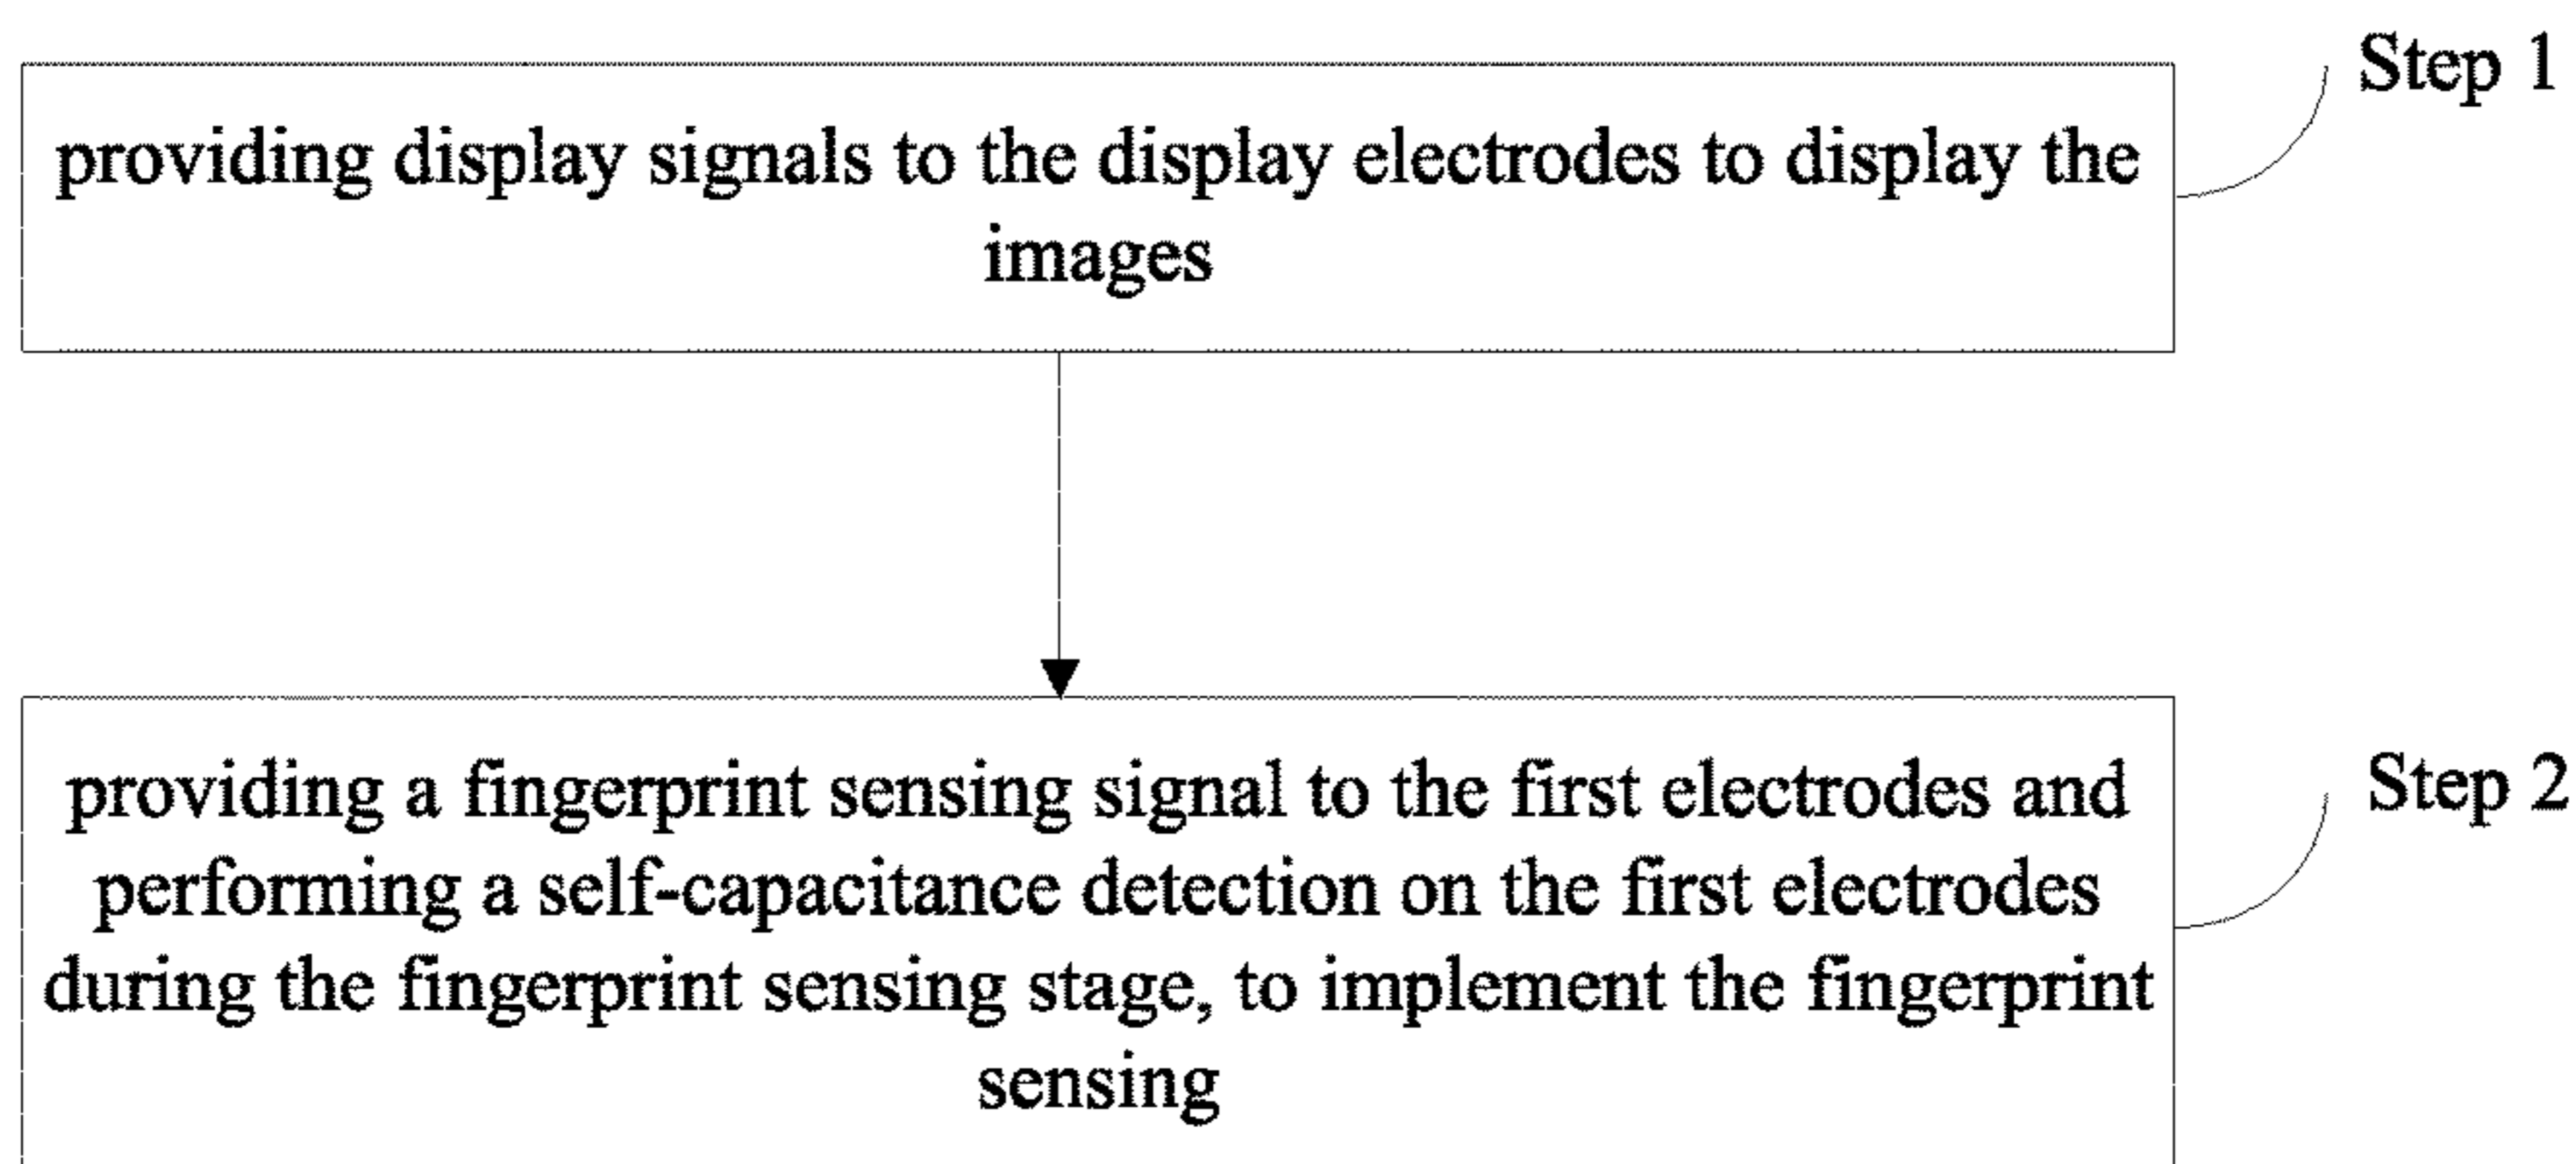 Step 1
providing display signals to the display electrodes to display the
images
Step 2
providing a fingerprint sensing signal to the first electrodes and
performing a self-capacitance detection on the first electrodes
during the fingerprint sensing stage, to implement the fingerprint
sensing